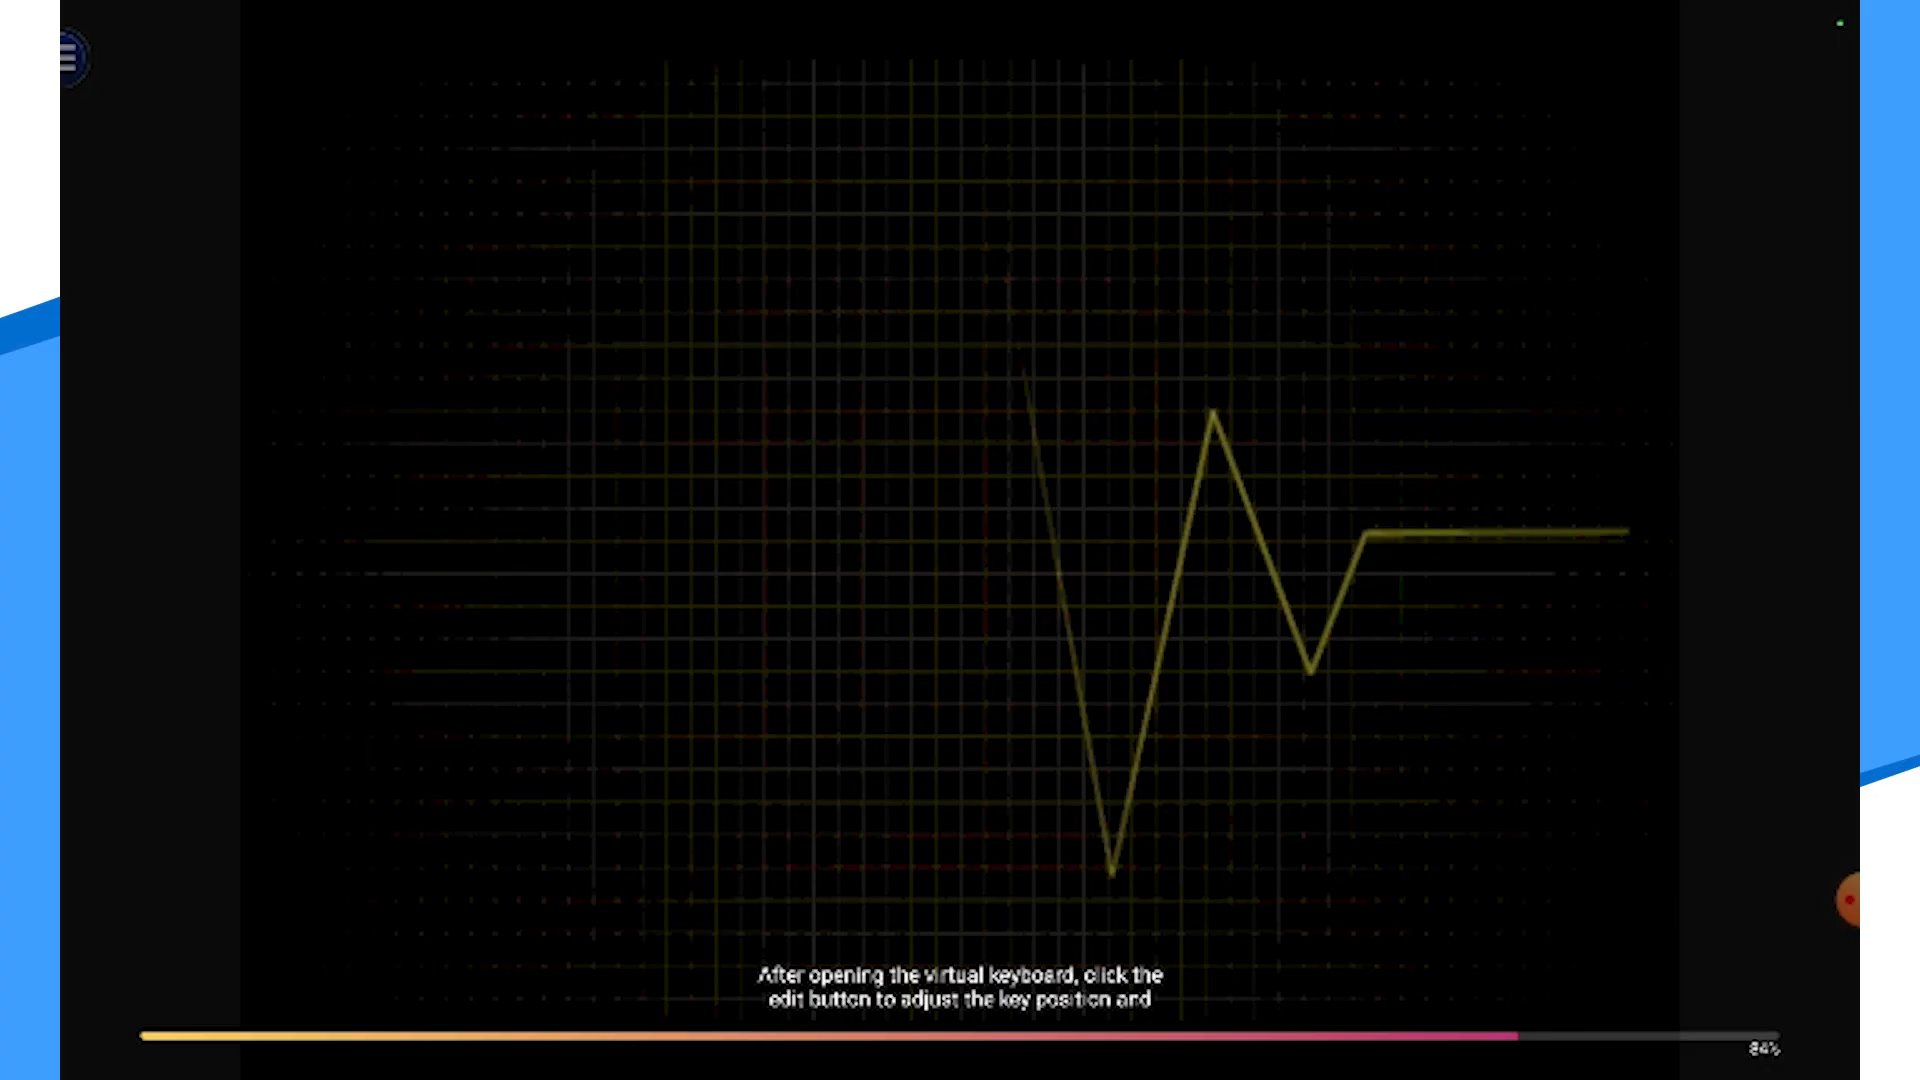 After opening the virtual keyboard, click the
edit button to adjust the key position and
84%